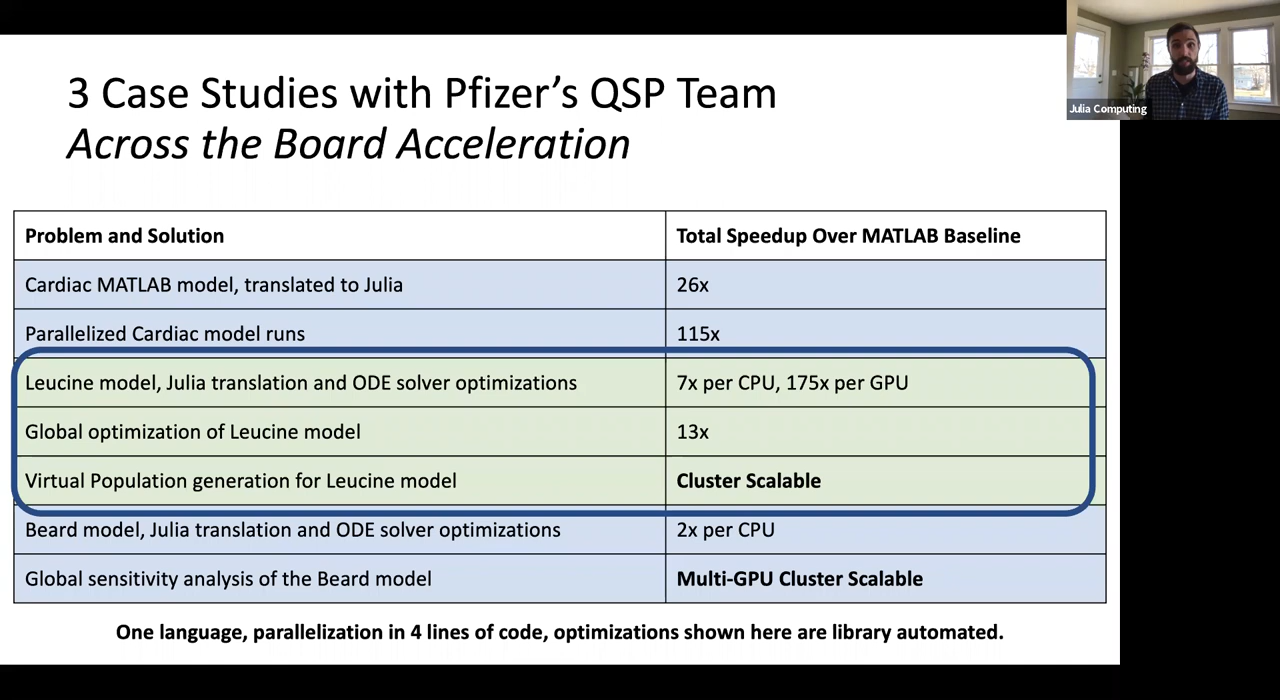 Julia Computing
3 Case Studies with Pfizer's QSP Team
Across the Board Acceleration
Problem and Solution
Total Speedup Over MATLAB Baseline
Cardiac MATLAB model, translated to Julia
26x
Parallelized Cardiac model runs
115x
Leucine model, Julia translation and ODE solver optimizations
7x per CPU, 175x per GPU
Global optimization of Leucine model
13x
Virtual Population generation for Leucine model
Cluster Scalable
Beard model, Julia translation and ODE solver optimizations
2x per CPU
Global sensitivity analysis of the Beard model
Multi-GPU Cluster Scalable
One language, parallelization in 4 lines of code, optimizations shown here are library automated.